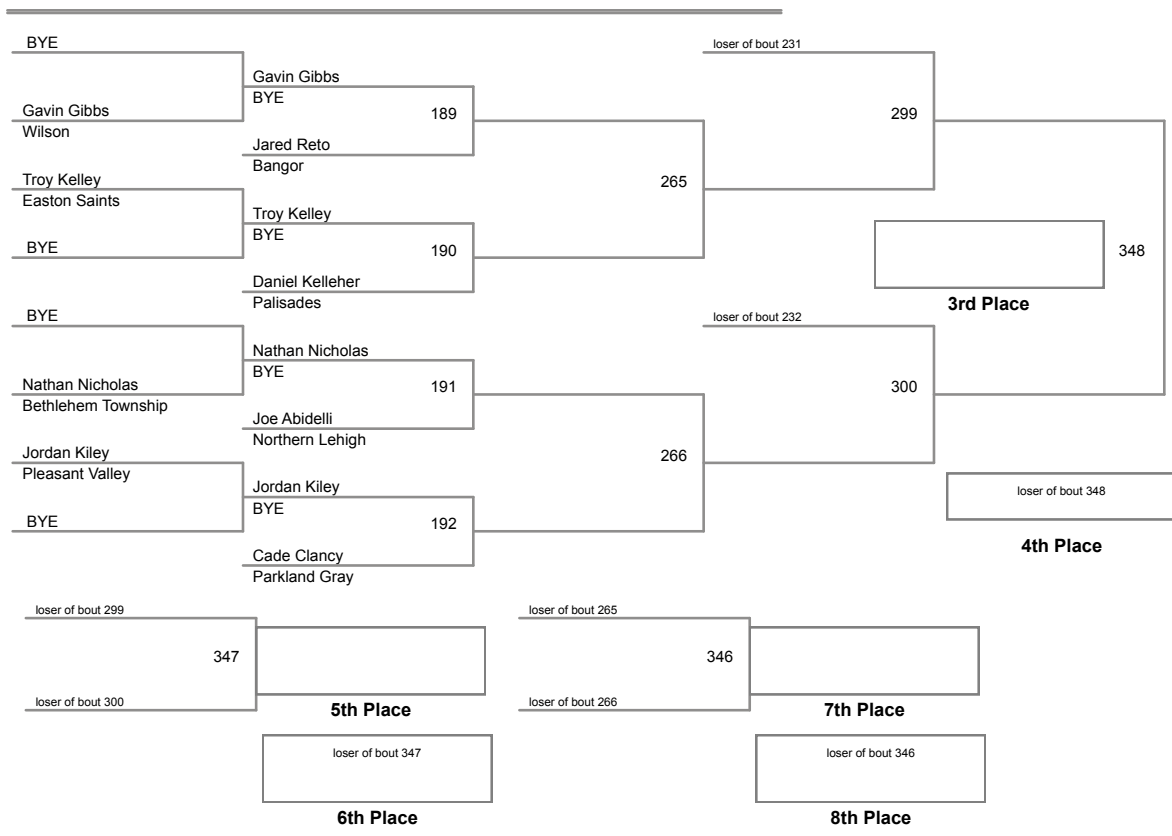 BYE
loser of bout 231
Gavin Gibbs
BYE
Gavin Gibbs
Wilson
189
299
Jared Reto
Bangor
Troy Kelley
Easton Saints
265
Troy Kelley
BYE
BYE
190
348
Daniel Kelleher
Palisades
3rd Place
BYE
loser of bout 232
Nathan Nicholas
BYE
Nathan Nicholas
Bethlehem Township
191
300
Joe Abidelli
Northern Lehigh
Jordan Kiley
Pleasant Valley
266
Jordan Kiley
BYE
BYE
192
loser of bout 348
4th Place
Cade Clancy
Parkland Gray
loser of bout 299
loser of bout 265
347
346
loser of bout 300
5th Place
loser of bout 266
7th Place
loser of bout 347
loser of bout 346
6th Place
8th Place